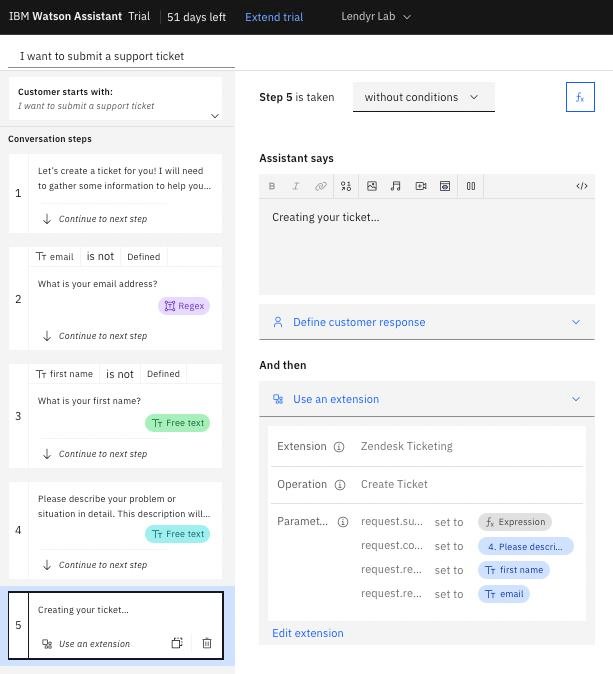 IBM Watson Assistant Trial 51 days left Extend trial Lendyr Lab
I want to submit a support ticket
Customer starts with:
I want to submit a support ticket
Conversation steps
1
Let's create a ticket for you! I will need
to gather some information to help you...
Continue to next step
2
Tт email is not Defined
What is your email address?
Regex
Continue to next step
3
Tт first name is not Defined
What is your first name?
Tт Free text
Continue to next step
4
Please describe your problem or
situation in detail. This description will...
Tт Free text
Continue to next step
5
Creating your ticket...
Use an extension
Step 5 is taken without conditions fx
Assistant says
B I </>
Creating your ticket...
Define customer response
And then
Use an extension
Extension Zendesk Ticketing
Operation Create Ticket
Paramet... request.su... set to fx Expression
request.co... set to 4. Please descri...
request.re... set to Tт first name
request.re... set to Tт email
Edit extension